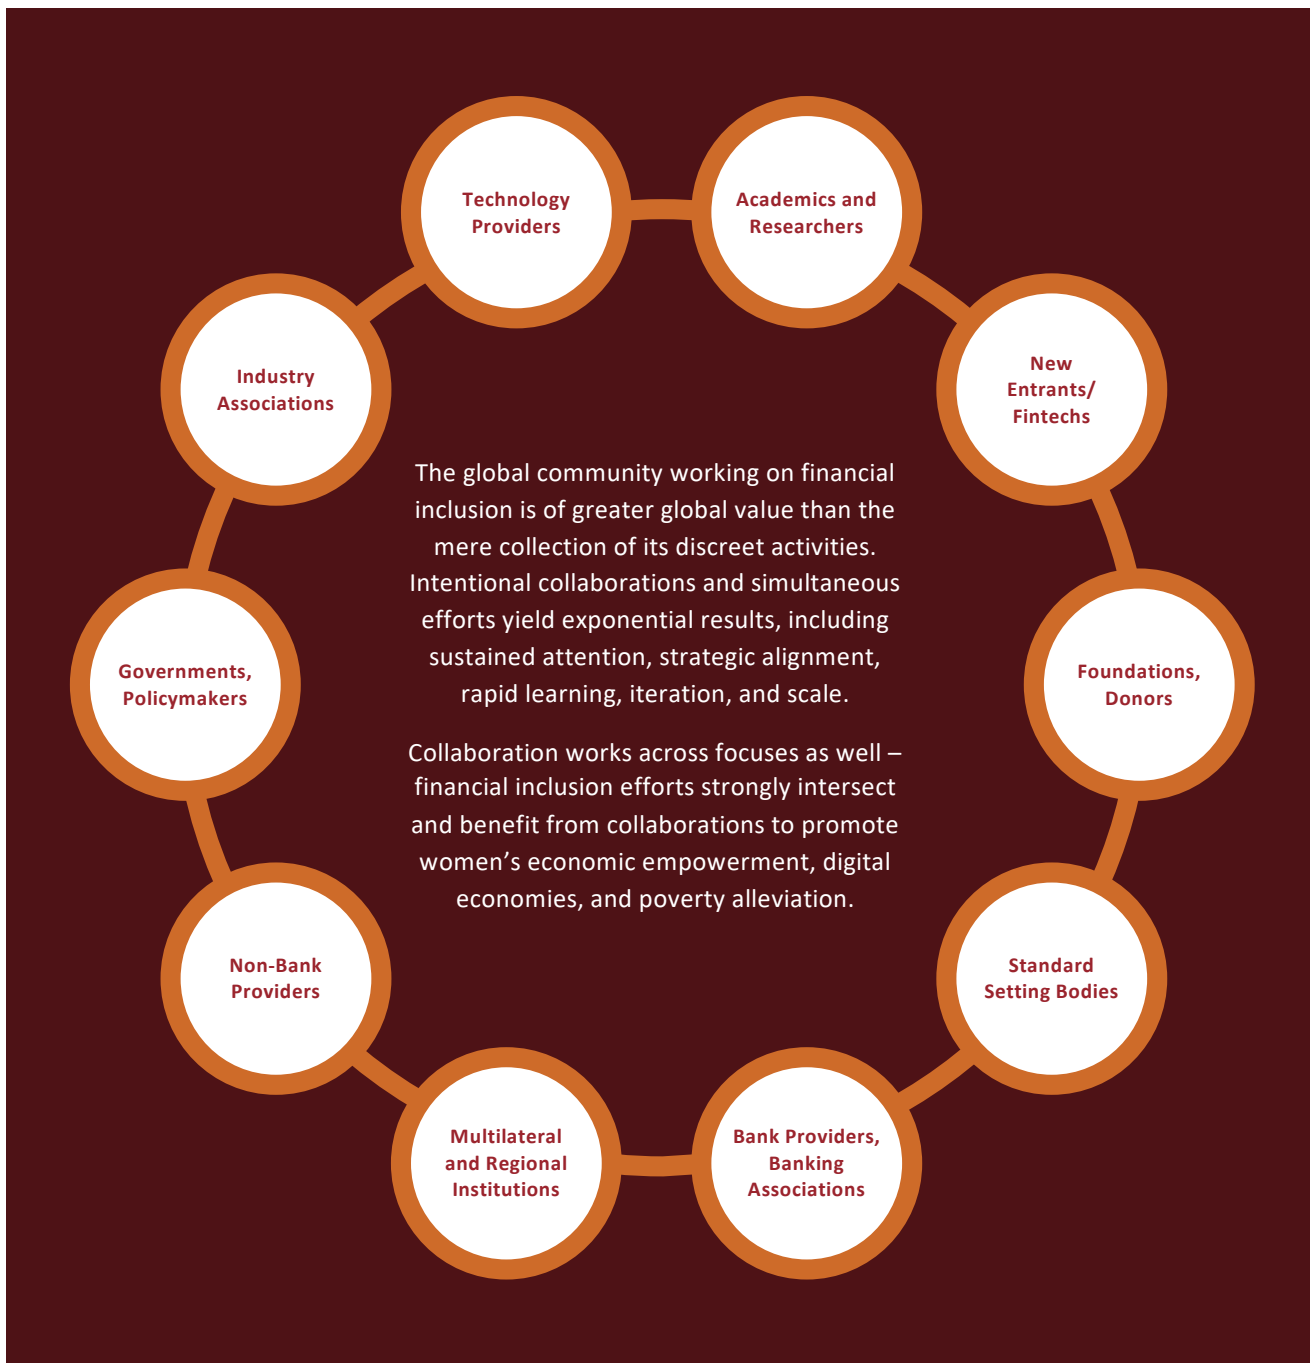 Technology
Providers
Academics and
Researchers
Industry
Associations
New
Entrants/
Fintechs
The global community working on financial
inclusion is of greater global value than the
mere collection of its discreet activities.
Intentional collaborations and simultaneous
efforts yield exponential results, including
sustained attention, strategic alignment,
rapid learning, iteration, and scale.
Governments,
Policymakers
Foundations,
Donors
Collaboration works across focuses as well –
financial inclusion efforts strongly intersect
and benefit from collaborations to promote
women’s economic empowerment, digital
economies, and poverty alleviation.
Non-Bank
Providers
Standard
Setting Bodies
Multilateral
and Regional
Institutions
Bank Providers,
Banking
Associations